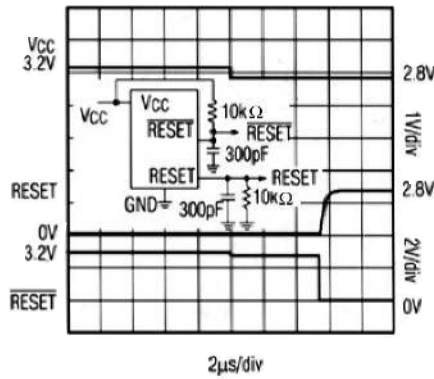 VCC
3.2V
2.8V
VCC
VCC
10kΩ
RESET
RESET
300pF
1V/div
RESET
RESET
GND
300pF
10kΩ
RESET
2.8V
0V
3.2V
2V/div
RESET
0V
2µs/div